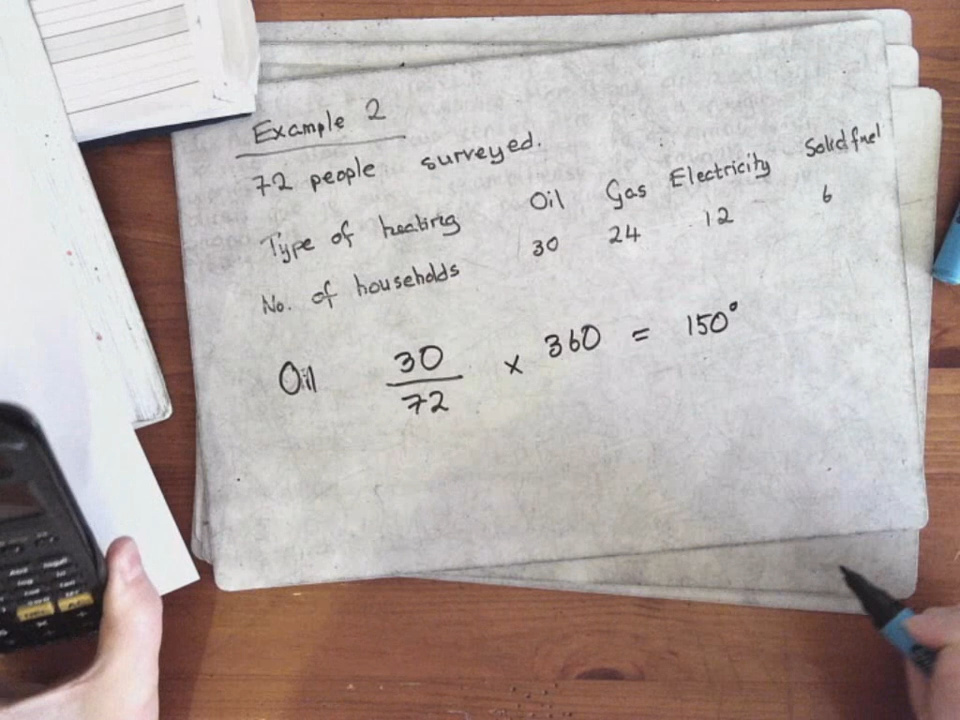 Example 2
72 people surveyed.
Type of heating Oil Gas Electricity Solid fuel
No. of households 30 24 12 6
Oil 30/72 × 360 = 150°